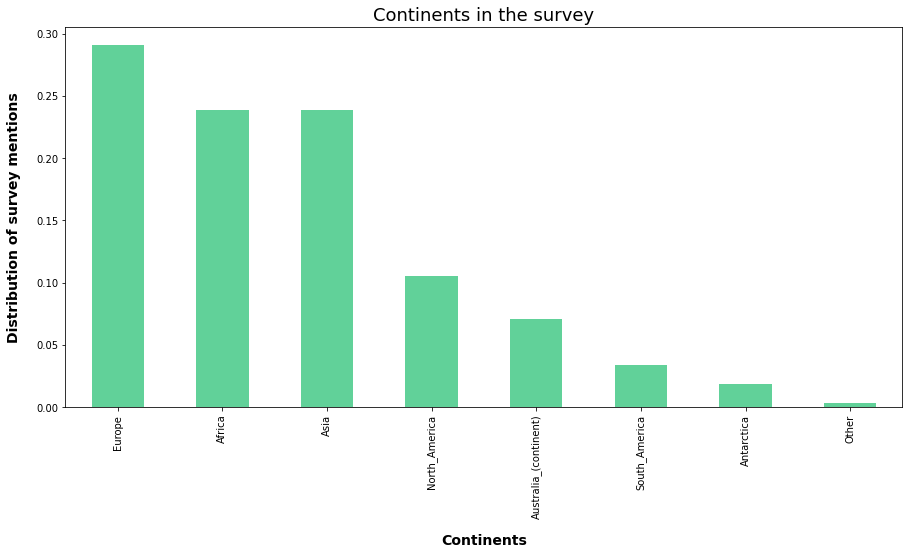 Continents in the survey
Distribution of survey mentions
0.30
0.25
0.20
0.15
0.10
0.05
0.00
Europe
Africa
Asia
North_America
Australia_(continent)
South_America
Antarctica
Other
Continents